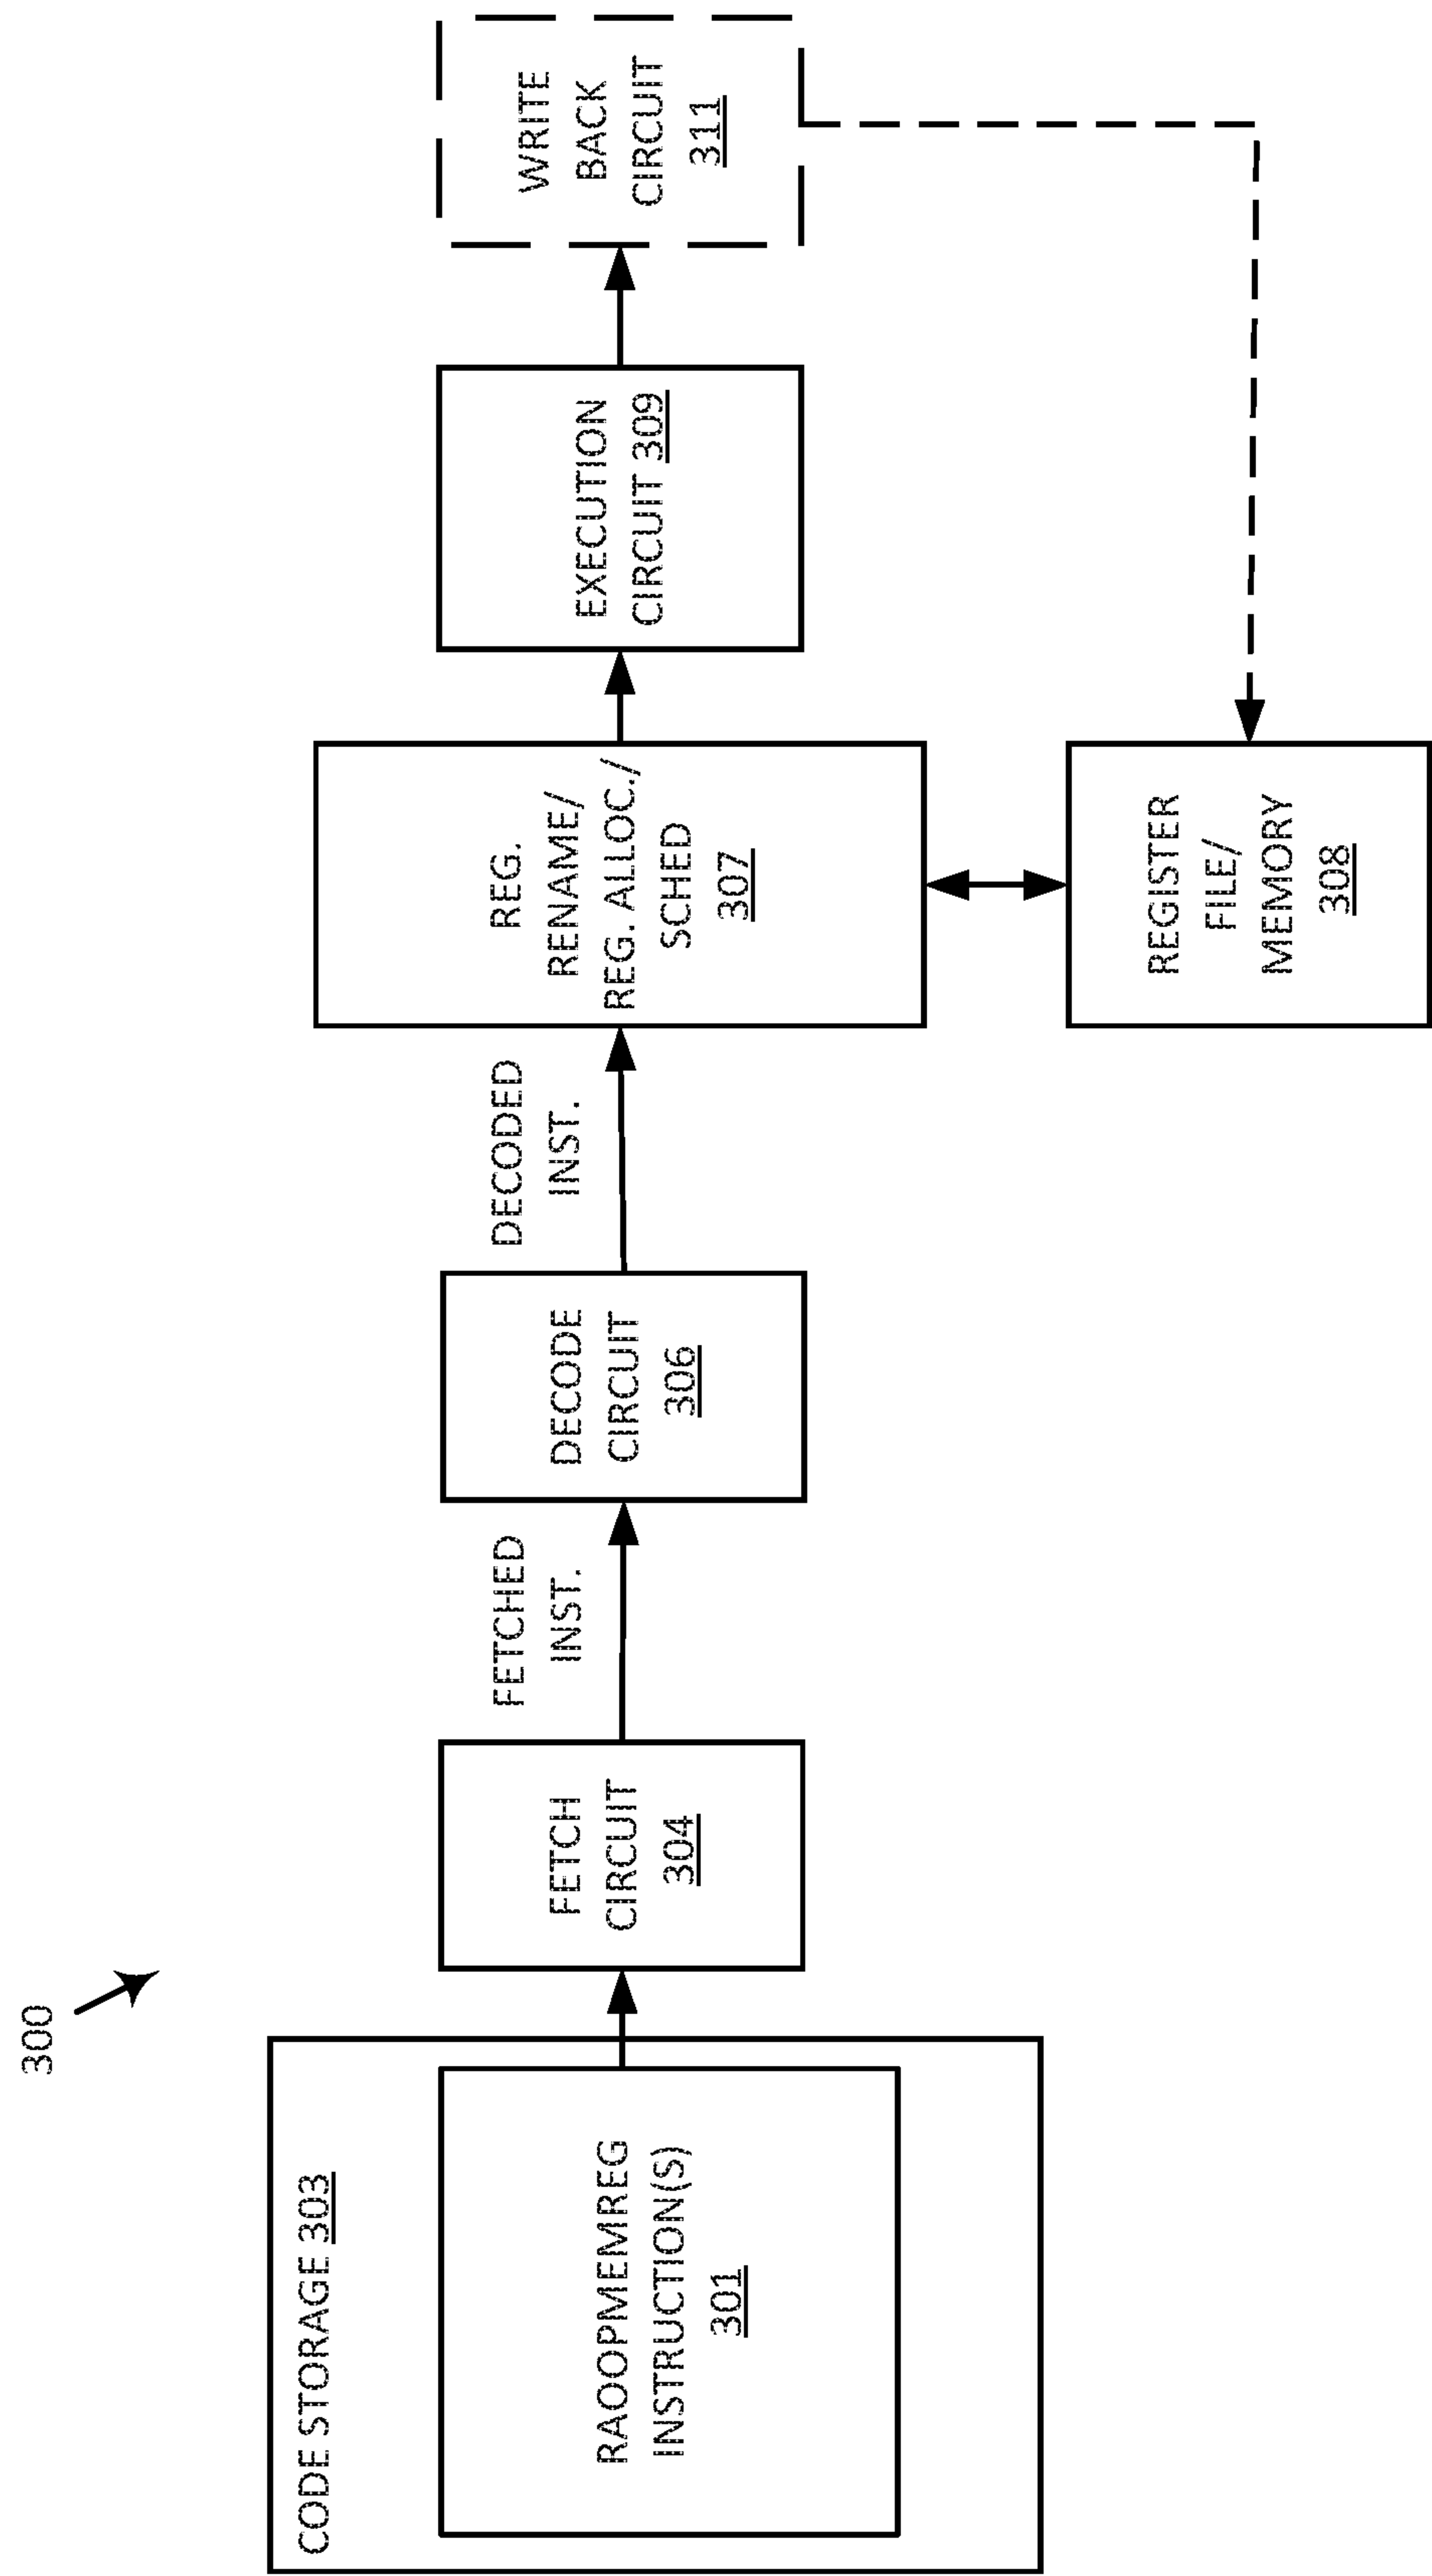 300
CODE STORAGE 303
RAOOPMEMREG
INSTRUCTION(S)
301
FETCH
CIRCUIT
304
FETCHED
INST.
DECODE
CIRCUIT
306
DECODED
INST.
REG.
RENAME/
REG. ALLOC./
SCHED
307
REGISTER
FILE/
MEMORY
308
EXECUTION
CIRCUIT 309
WRITE
BACK
CIRCUIT
311